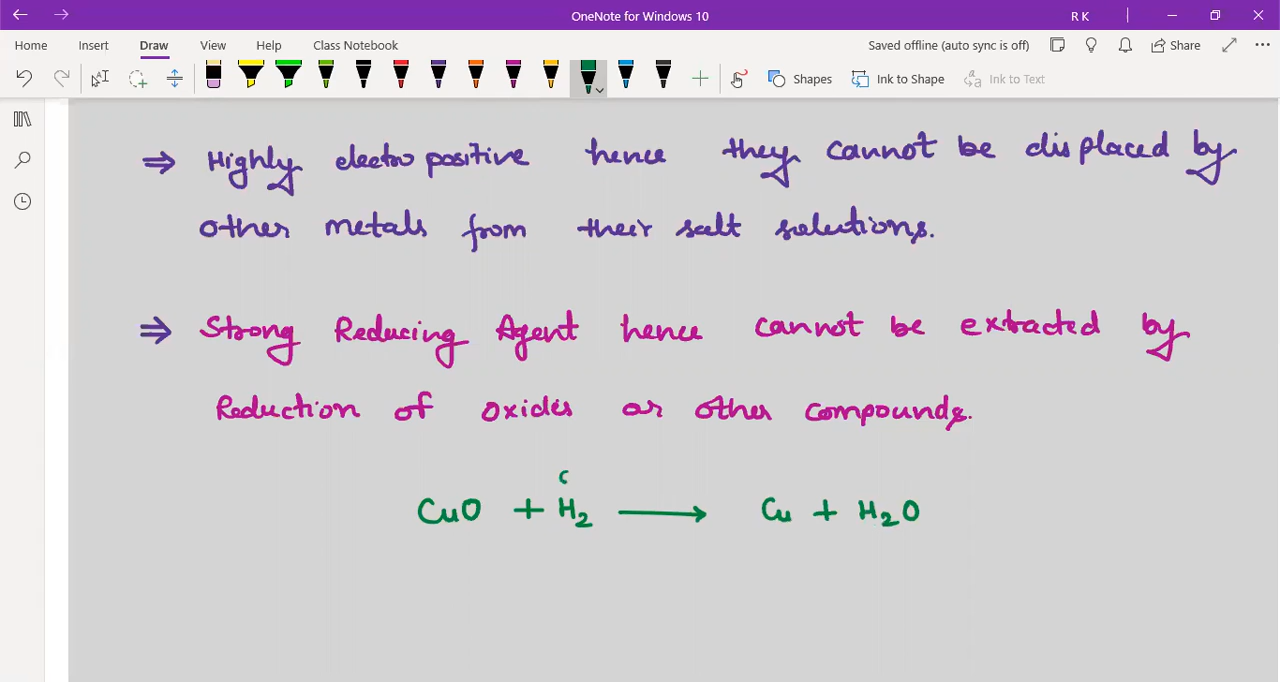 OneNote for Windows 10
R K
Home Insert Draw View Help Class Notebook
Saved offline (auto sync is off) Share
Shapes Ink to Shape Ink to Text
⇒ Highly electro positive hence they cannot be displaced by
other metals from their salt solutions.
⇒ Strong Reducing Agent hence cannot be extracted by
Reduction of oxides or other compounds.
C
CuO + H₂ → Cu + H₂O